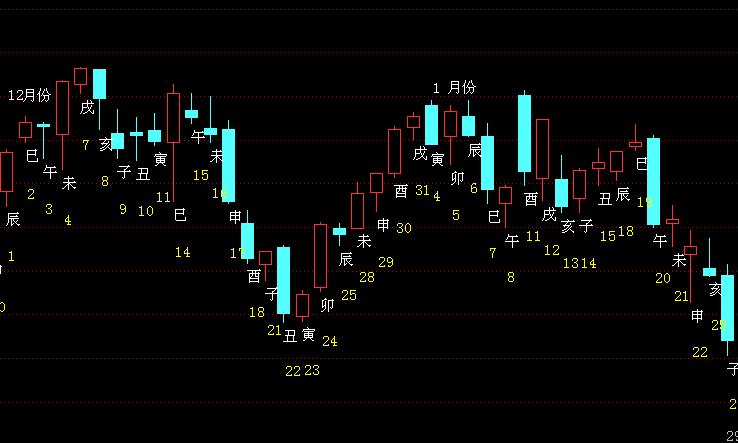 12月份
1 月份
辰 巳 午 未 戌 亥 子 丑 寅 巳 午 未 申 酉 子 丑 寅 卯 辰 未 申 酉 戌 寅 卯 辰 巳 午 酉 戌 亥 子 丑 辰 巳 午 未 申 亥 子
1 2 3 4 7 8 9 10 11 14 15 16 17 18 21 22 23 24 25 28 29 30 31 4 5 6 7 8 11 12 13 14 15 18 19 20 21 22 25